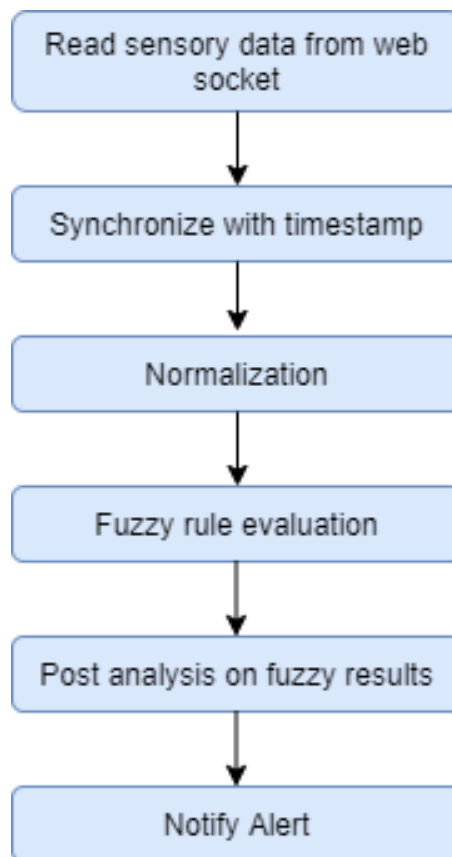 Read sensory data from web
socket
Synchronize with timestamp
Normalization
Fuzzy rule evaluation
Post analysis on fuzzy results
Notify Alert